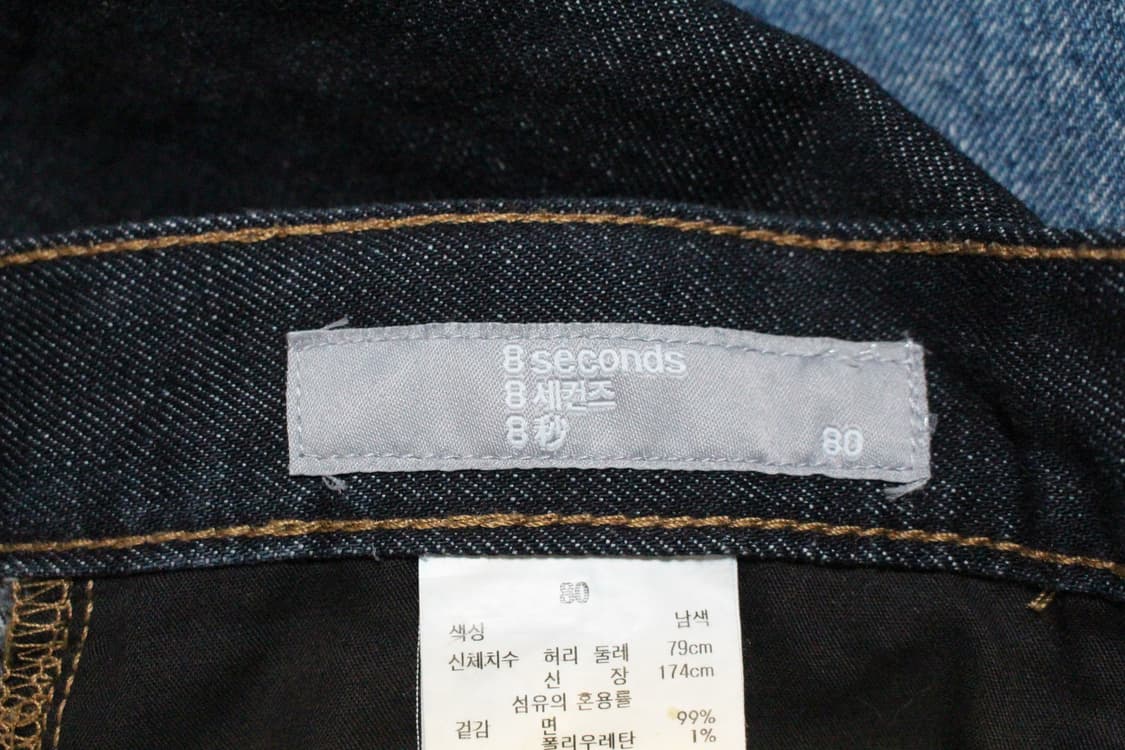 8 seconds
8 세컨즈
8 秒
80
80
색상 남색
신체치수 허리 둘레 79cm
신 장 174cm
섬유의 혼용률
겉감 면 99%
폴리우레탄 1%